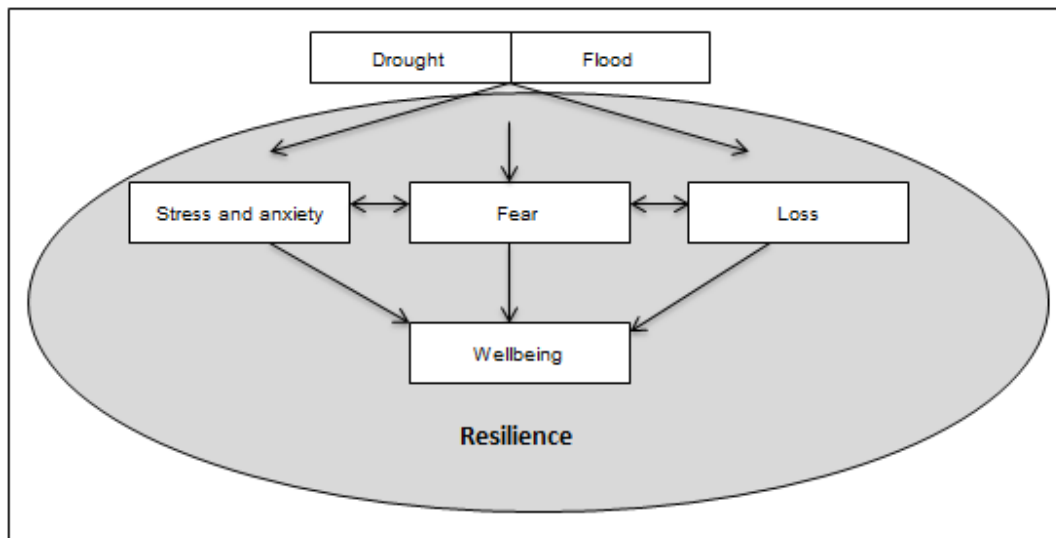 Drought
Flood
Stress and anxiety
Fear
Loss
Wellbeing
Resilience